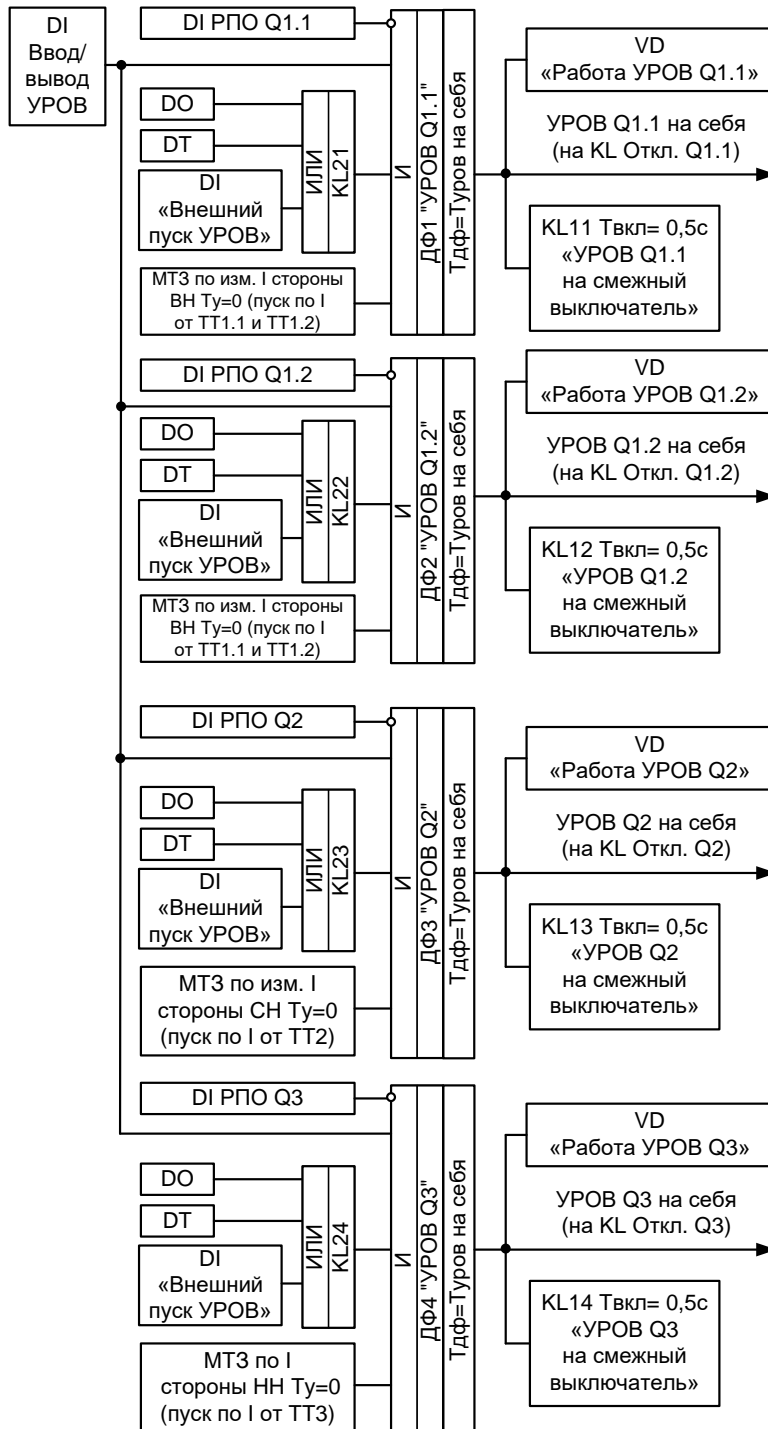 DI
Ввод/
вывод
УРОВ
DI РПО Q1.1
DO
DT
DI
«Внешний
пуск УРОВ»
ИЛИ
KL21
МТЗ по изм. I стороны
ВН Ту=0 (пуск по I
от ТТ1.1 и ТТ1.2)
И
ДФ1 "УРОВ Q1.1"
Тдф=Туров на себя
VD
«Работа УРОВ Q1.1»
УРОВ Q1.1 на себя
(на KL Откл. Q1.1)
KL11 Твкл= 0,5с
«УРОВ Q1.1
на смежный
выключатель»
DI РПО Q1.2
DO
DT
DI
«Внешний
пуск УРОВ»
ИЛИ
KL22
МТЗ по изм. I стороны
ВН Ту=0 (пуск по I
от ТТ1.1 и ТТ1.2)
И
ДФ2 "УРОВ Q1.2"
Тдф=Туров на себя
VD
«Работа УРОВ Q1.2»
УРОВ Q1.2 на себя
(на KL Откл. Q1.2)
KL12 Твкл= 0,5с
«УРОВ Q1.2
на смежный
выключатель»
DI РПО Q2
DO
DT
DI
«Внешний
пуск УРОВ»
ИЛИ
KL23
МТЗ по изм. I
стороны СН Ту=0
(пуск по I от ТТ2)
И
ДФ3 "УРОВ Q2"
Тдф=Туров на себя
VD
«Работа УРОВ Q2»
УРОВ Q2 на себя
(на KL Откл. Q2)
KL13 Твкл= 0,5с
«УРОВ Q2
на смежный
выключатель»
DI РПО Q3
DO
DT
DI
«Внешний
пуск УРОВ»
ИЛИ
KL24
МТЗ по I
стороны НН Ту=0
(пуск по I от ТТ3)
И
ДФ4 "УРОВ Q3"
Тдф=Туров на себя
VD
«Работа УРОВ Q3»
УРОВ Q3 на себя
(на KL Откл. Q3)
KL14 Твкл= 0,5с
«УРОВ Q3
на смежный
выключатель»